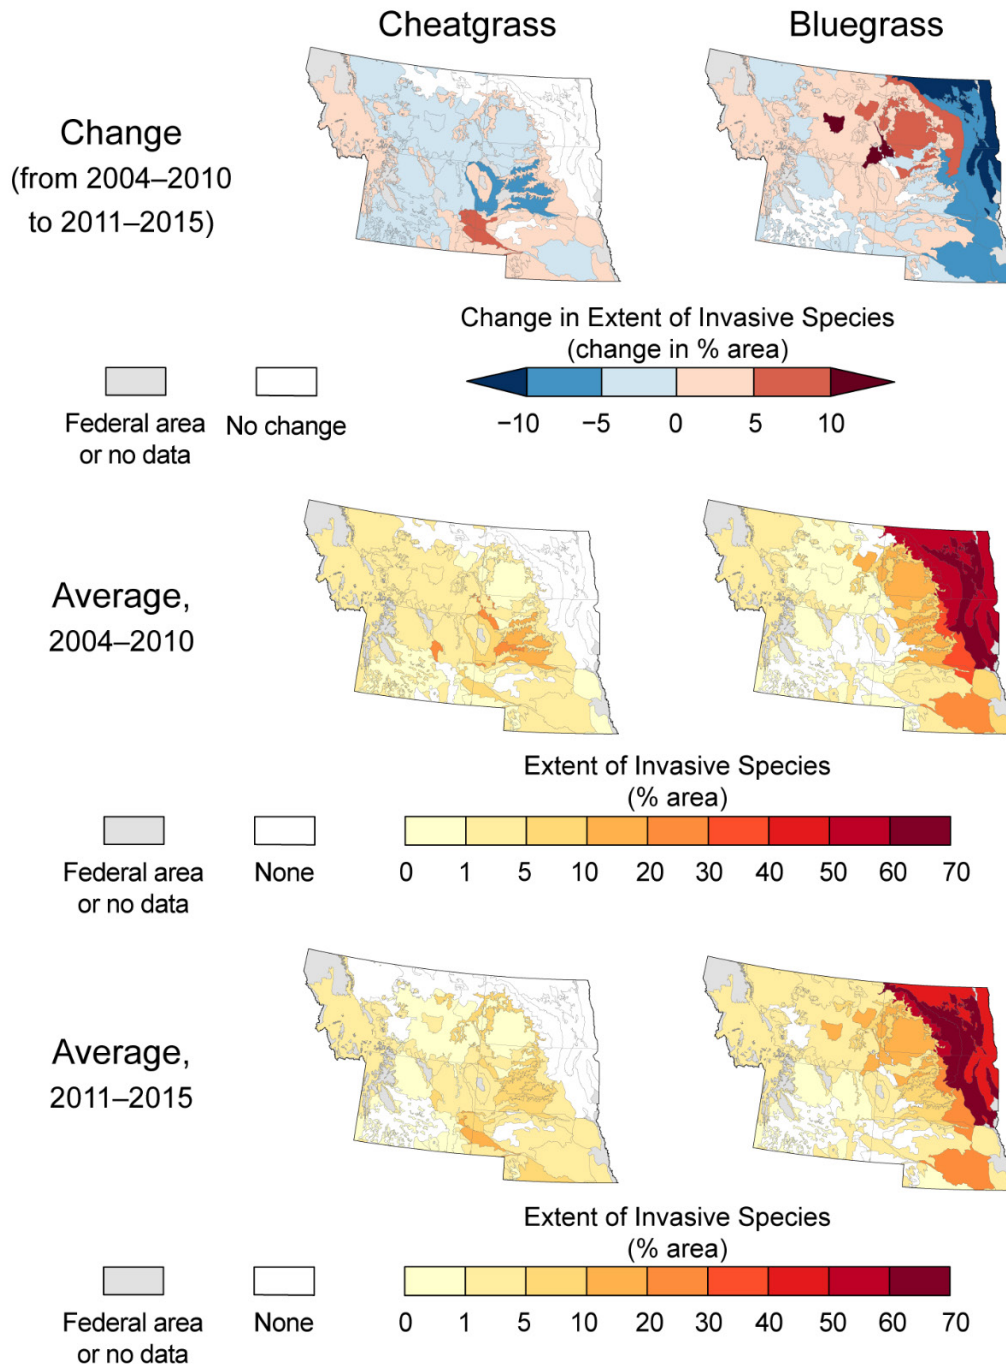 Cheatgrass
Bluegrass
Change
(from 2004–2010
to 2011–2015)
Change in Extent of Invasive Species
(change in % area)
Federal area
or no data
No change
−10 −5 0 5 10
Average,
2004–2010
Extent of Invasive Species
(% area)
Federal area
or no data
None
0 1 5 10 20 30 40 50 60 70
Average,
2011–2015
Extent of Invasive Species
(% area)
Federal area
or no data
None
0 1 5 10 20 30 40 50 60 70